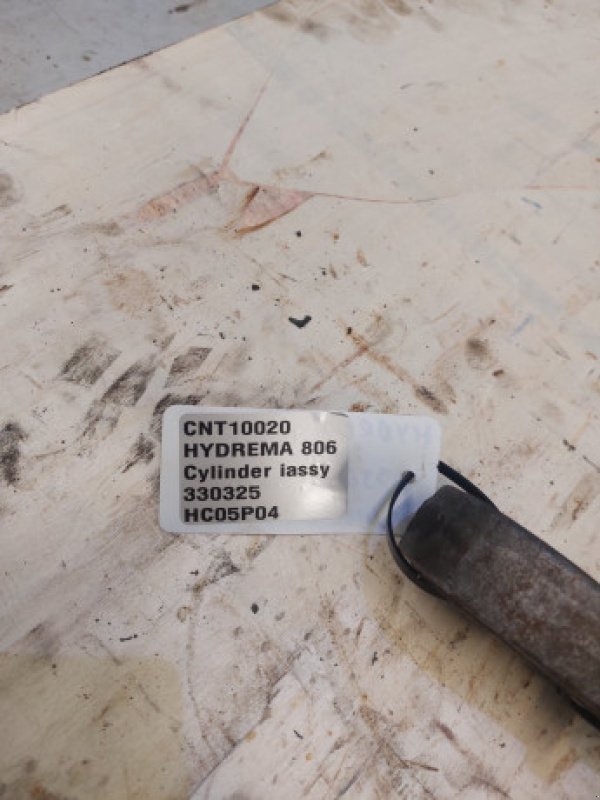 CNT10020
HYDREMA 806
Cylinder iassy
330325
HC05P04